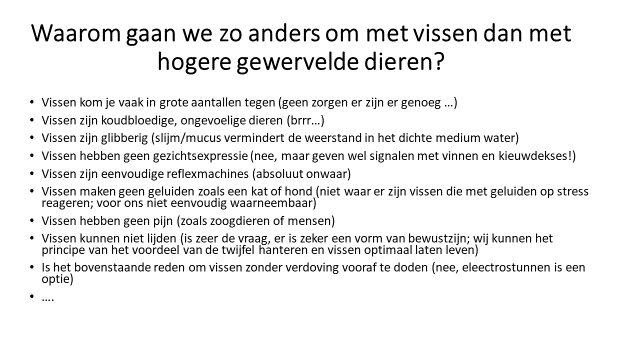 Waarom gaan we zo anders om met vissen dan met
hogere gewervelde dieren?
• Vissen kom je vaak in grote aantallen tegen (geen zorgen er zijn er genoeg …)
• Vissen zijn koudbloedige, ongevoelige dieren (brrr…)
• Vissen zijn glibberig (slijm/mucus vermindert de weerstand in het dichte medium water)
• Vissen hebben geen gezichtsexpressie (nee, maar geven wel signalen met vinnen en kieuwdekses!)
• Vissen zijn eenvoudige reflexmachines (absoluut onwaar)
• Vissen maken geen geluiden zoals een kat of hond (niet waar er zijn vissen die met geluiden op stress
reageren; voor ons niet eenvoudig waarneembaar)
• Vissen hebben geen pijn (zoals zoogdieren of mensen)
• Vissen kunnen niet lijden (is zeer de vraag, er is zeker een vorm van bewustzijn; wij kunnen het
principe van het voordeel van de twijfel hanteren en vissen optimaal laten leven)
• Is het bovenstaande reden om vissen zonder verdoving vooraf te doden (nee, eleectrostunnen is een
optie)
• ….